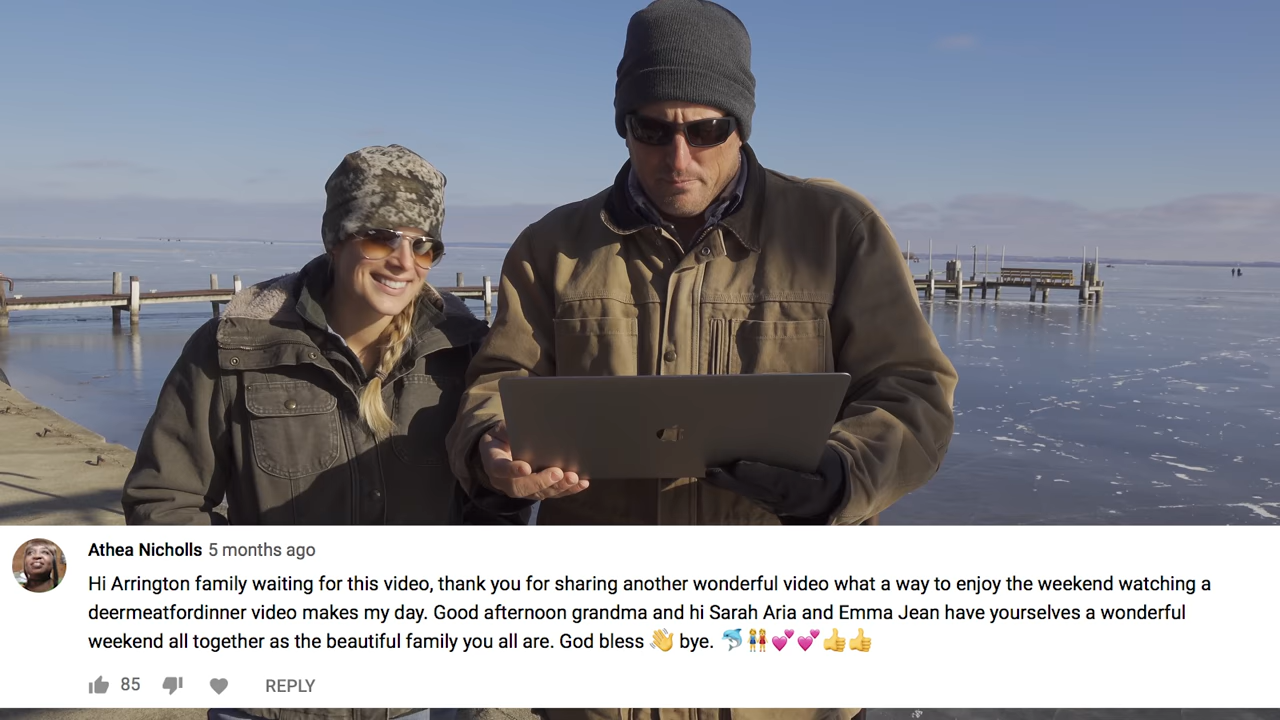 Athea Nicholls 5 months ago
Hi Arrington family waiting for this video, thank you for sharing another wonderful video what a way to enjoy the weekend watching a
deermeatfordinner video makes my day. Good afternoon grandma and hi Sarah Aria and Emma Jean have yourselves a wonderful
weekend all together as the beautiful family you all are. God bless 👋 bye. 🐬👭💕💕👍👍
85 REPLY